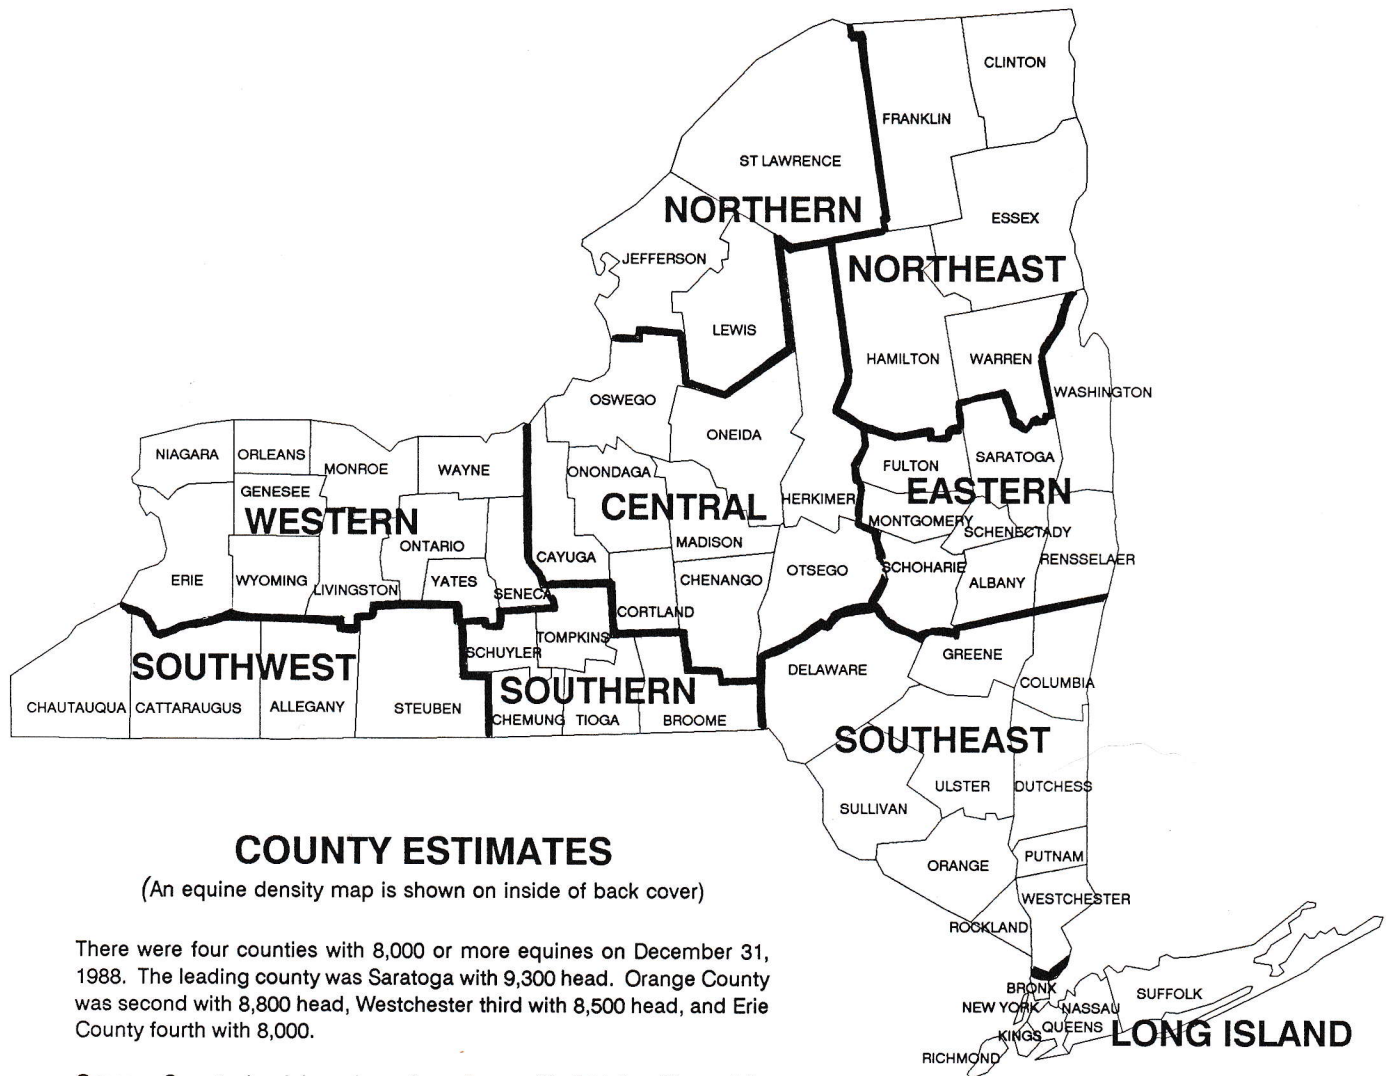 CLINTON
FRANKLIN
ST LAWRENCE
NORTHERN
ESSEX
JEFFERSON
NORTHEAST
LEWIS
HAMILTON
WARREN
WASHINGTON
OSWEGO
ONEIDA
NIAGARA
ORLEANS
MONROE
WAYNE
ONONDAGA
FULTON
SARATOGA
GENESEE
CENTRAL
HERKIMER
EASTERN
WESTERN
MONTGOMERY
SCHENECTADY
ONTARIO
CAYUGA
MADISON
RENSSELAER
ERIE
WYOMING
LIVINGSTON
YATES
SENECA
CHENANGO
OTSEGO
SCHOHARIE
ALBANY
CORTLAND
TOMPKINS
SCHUYLER
SOUTHWEST
SOUTHERN
DELAWARE
GREENE
COLUMBIA
CHAUTAUQUA
CATTARAUGUS
ALLEGANY
STEUBEN
CHEMUNG
TIOGA
BROOME
SOUTHEAST
ULSTER
DUTCHESS
SULLIVAN
ORANGE
PUTNAM
WESTCHESTER
ROCKLAND
BRONX
NEW YORK
NASSAU
SUFFOLK
KINGS
QUEENS
LONG ISLAND
RICHMOND
COUNTY ESTIMATES
(An equine density map is shown on inside of back cover)
There were four counties with 8,000 or more equines on December 31,
1988. The leading county was Saratoga with 9,300 head. Orange County
was second with 8,800 head, Westchester third with 8,500 head, and Erie
County fourth with 8,000.